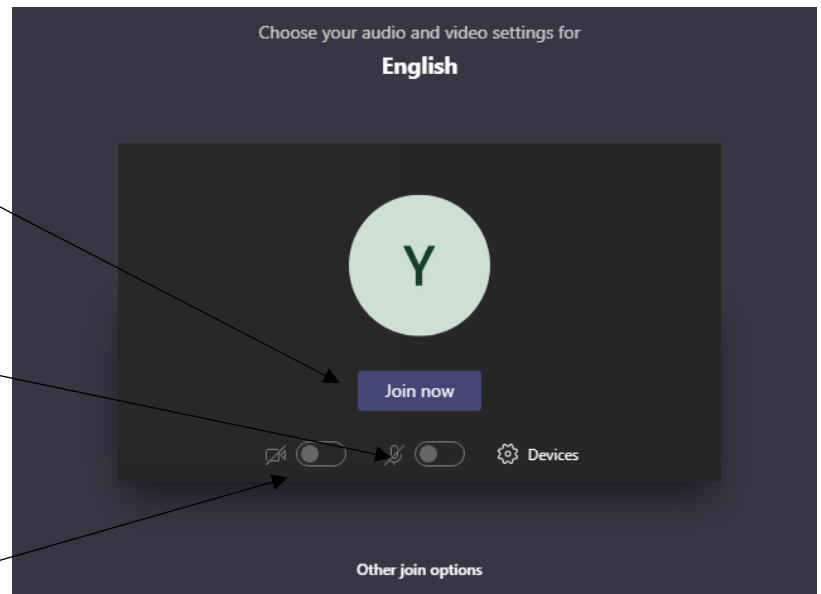 Choose your audio and video settings for
English
Y
Join now
Devices
Other join options